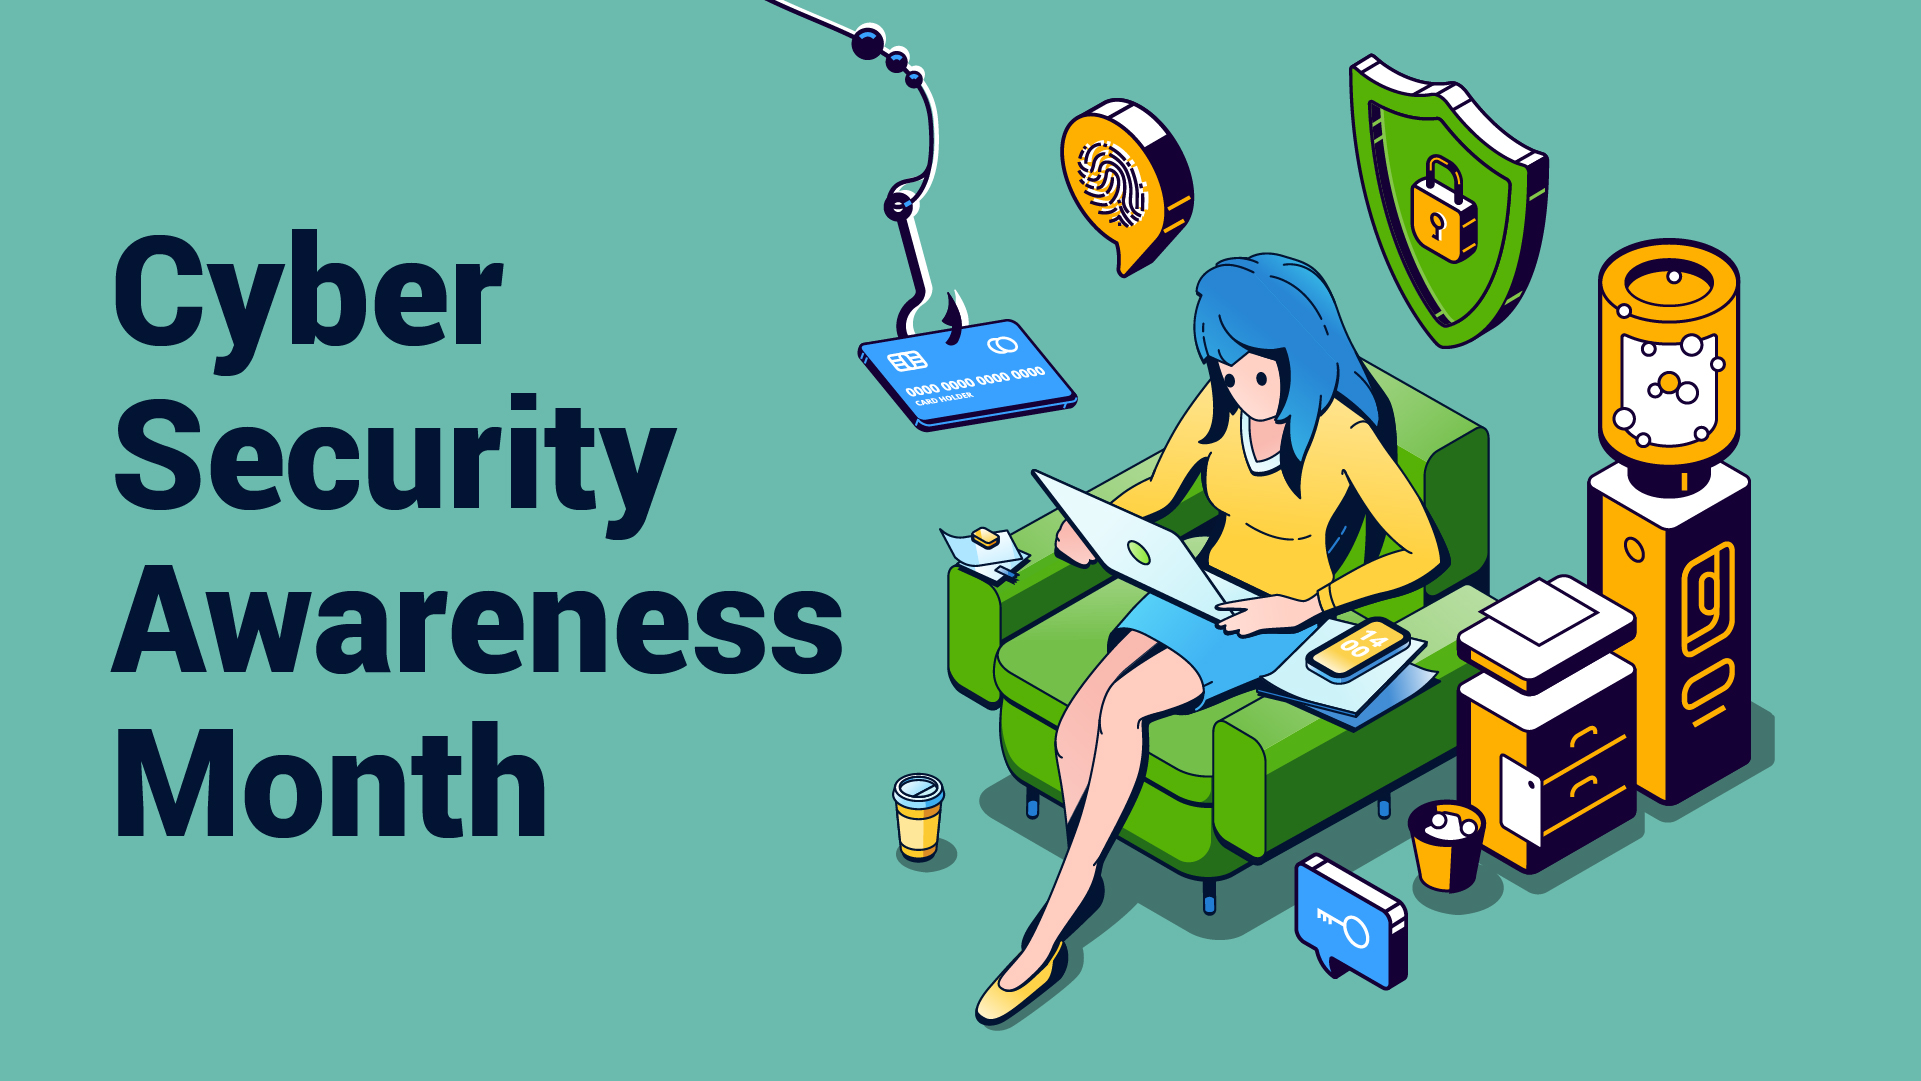 Cyber
Security
Awareness
Month
0000 0000 0000 0000
CARD HOLDER
14
00
g